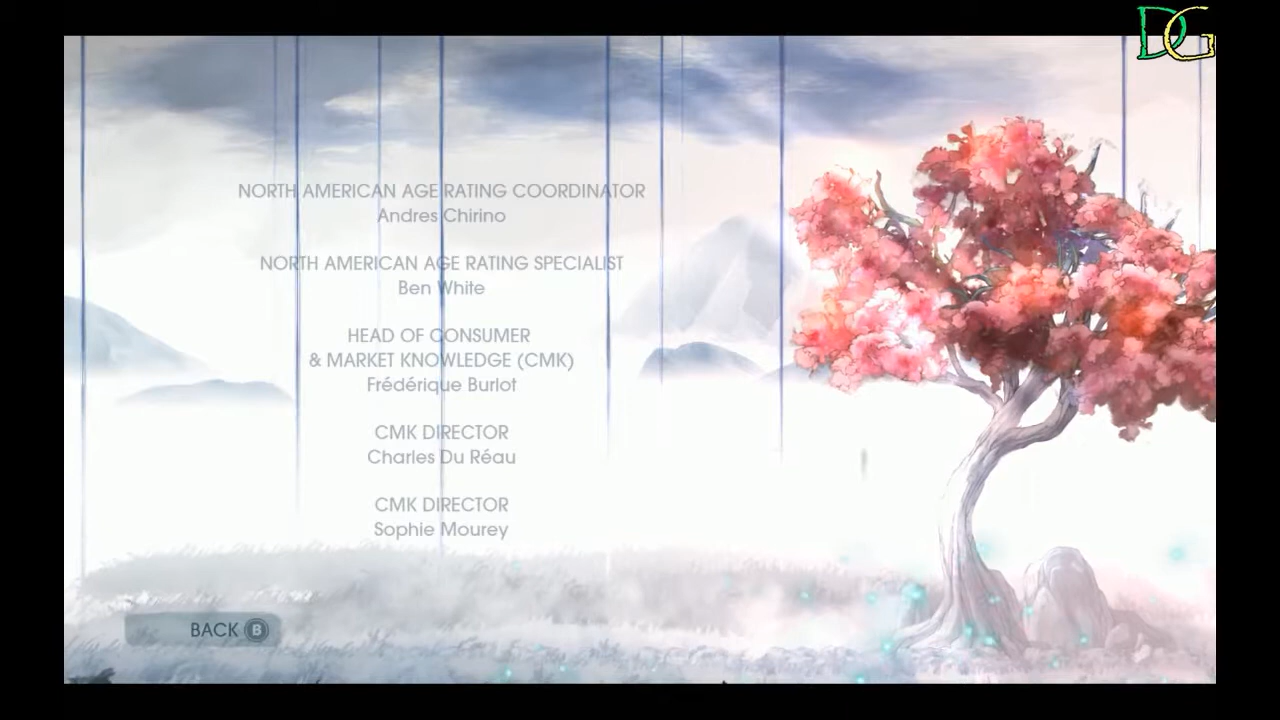 DG
NORTH AMERICAN AGE RATING COORDINATOR
Andres Chirino
NORTH AMERICAN AGE RATING SPECIALIST
Ben White
HEAD OF CONSUMER
& MARKET KNOWLEDGE (CMK)
Frédérique Burlot
CMK DIRECTOR
Charles Du Réau
CMK DIRECTOR
Sophie Mourey
BACK B